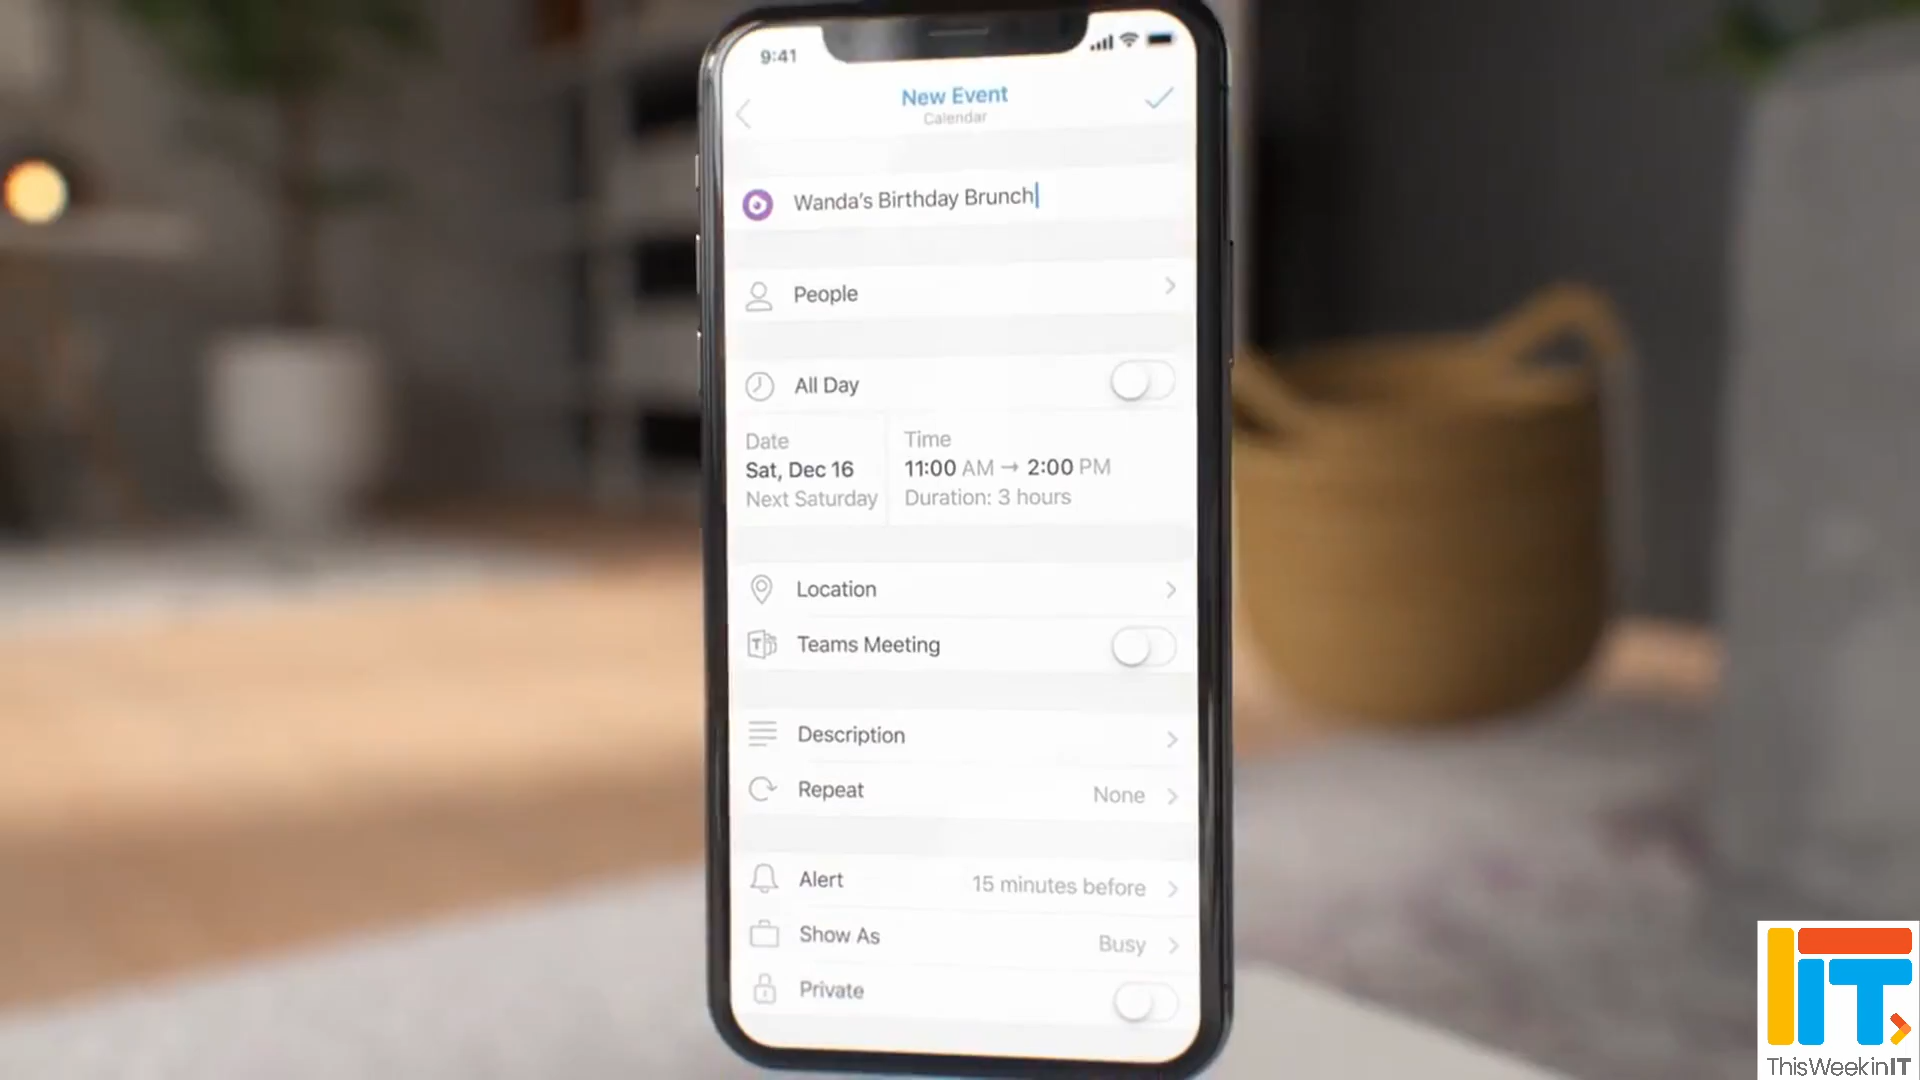 9:41
New Event
Calendar
Wanda's Birthday Brunch
People
All Day
Date
Sat, Dec 16
Next Saturday
Time
11:00 AM → 2:00 PM
Duration: 3 hours
Location
Teams Meeting
Description
Repeat None
Alert 15 minutes before
Show As Busy
Private
IT
ThisWeekinIT